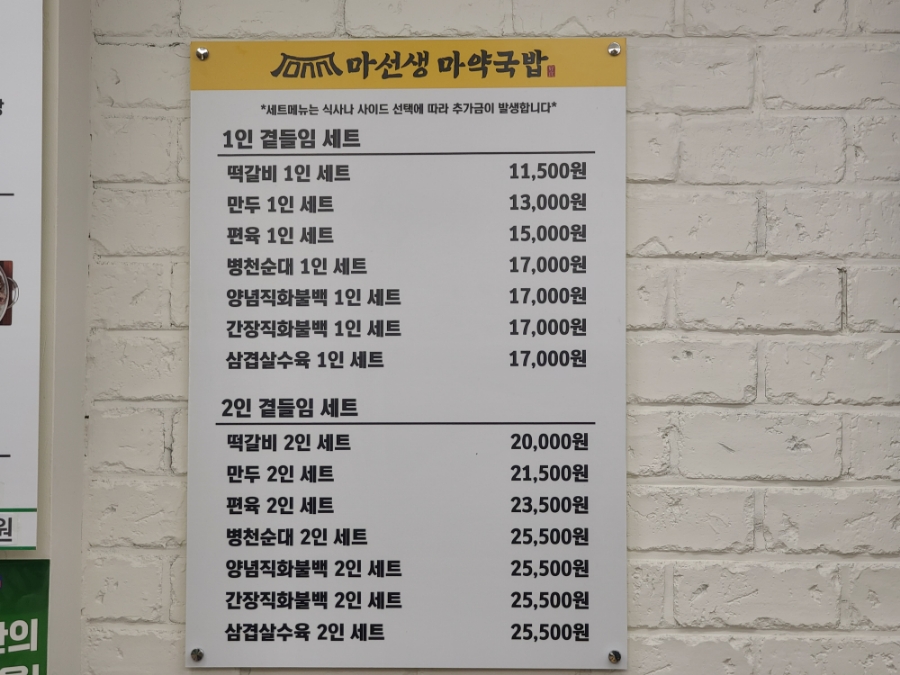 마선생 마약국밥
*세트메뉴는 식사나 사이드 선택에 따라 추가금이 발생합니다*
1인 곁들임 세트
떡갈비 1인 세트 11,500원
만두 1인 세트 13,000원
편육 1인 세트 15,000원
병천순대 1인 세트 17,000원
양념직화불백 1인 세트 17,000원
간장직화불백 1인 세트 17,000원
삼겹살수육 1인 세트 17,000원
2인 곁들임 세트
떡갈비 2인 세트 20,000원
만두 2인 세트 21,500원
편육 2인 세트 23,500원
병천순대 2인 세트 25,500원
양념직화불백 2인 세트 25,500원
간장직화불백 2인 세트 25,500원
삼겹살수육 2인 세트 25,500원
원
의